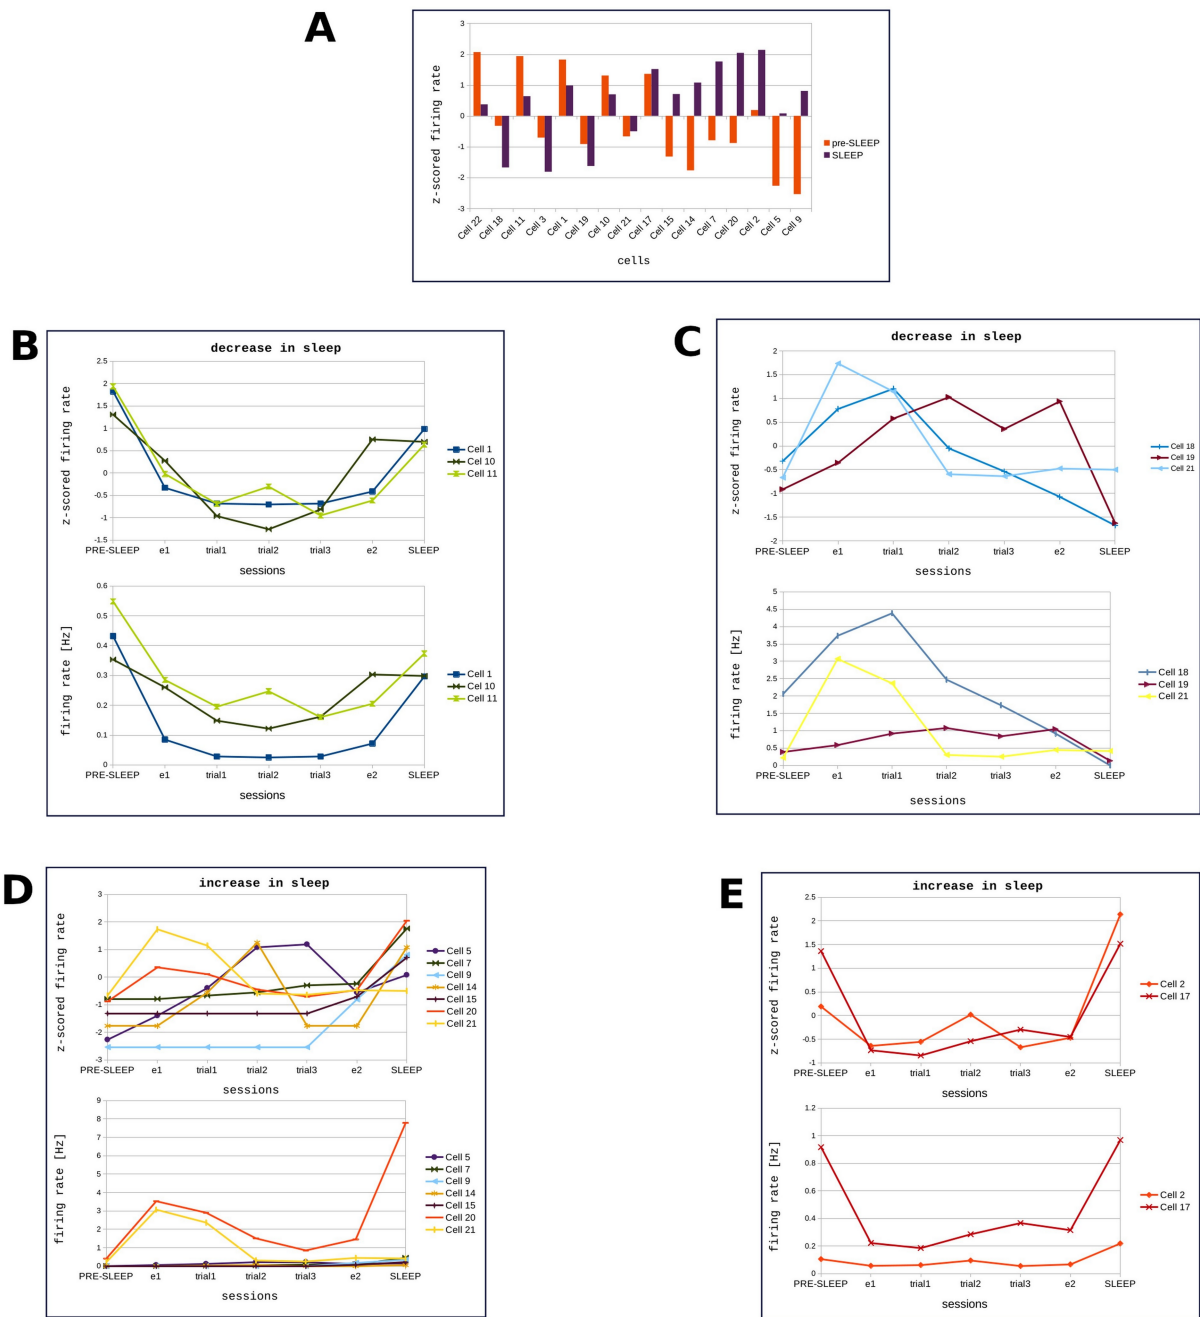 A
z-scored firing rate
3
2
1
0
-1
-2
-3
Cell 22 Cell 18 Cell 11 Cell 3 Cell 1 Cell 19 Cel 10 Cell 21 Cell 17 Cell 15 Cell 14 Cell 7 Cell 20 Cell 2 Cell 5 Cell 9
cells
pre-SLEEP
SLEEP
B
decrease in sleep
z-scored firing rate
2.5
2
1.5
1
0.5
0
-0.5
-1
-1.5
PRE-SLEEP e1 trial1 trial2 trial3 e2 SLEEP
sessions
Cell 1
Cel 10
Cell 11
firing rate [Hz]
0.6
0.5
0.4
0.3
0.2
0.1
0
PRE-SLEEP e1 trial1 trial2 trial3 e2 SLEEP
sessions
Cell 1
Cel 10
Cell 11
C
decrease in sleep
z-scored firing rate
2
1.5
1
0.5
0
-0.5
-1
-1.5
-2
PRE-SLEEP e1 trial1 trial2 trial3 e2 SLEEP
sessions
Cell 18
Cell 19
Cell 21
firing rate [Hz]
5
4.5
4
3.5
3
2.5
2
1.5
1
0.5
0
PRE-SLEEP e1 trial1 trial2 trial3 e2 SLEEP
sessions
Cell 18
Cell 19
Cell 21
D
increase in sleep
z-scored firing rate
3
2
1
0
-1
-2
-3
PRE-SLEEP e1 trial1 trial2 trial3 e2 SLEEP
sessions
Cell 5
Cell 7
Cell 9
Cell 14
Cell 15
Cell 20
Cell 21
firing rate [Hz]
9
8
7
6
5
4
3
2
1
0
PRE-SLEEP e1 trial1 trial2 trial3 e2 SLEEP
sessions
Cell 5
Cell 7
Cell 9
Cell 14
Cell 15
Cell 20
Cell 21
E
increase in sleep
z-scored firing rate
2.5
2
1.5
1
0.5
0
-0.5
-1
PRE-SLEEP e1 trial1 trial2 trial3 e2 SLEEP
sessions
Cell 2
Cell 17
firing rate [Hz]
1.2
1
0.8
0.6
0.4
0.2
0
PRE-SLEEP e1 trial1 trial2 trial3 e2 SLEEP
sessions
Cell 2
Cell 17